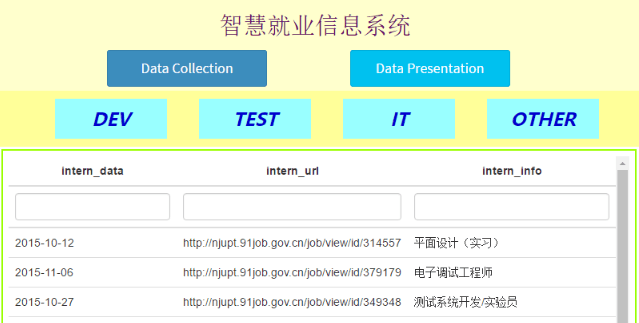 智慧就业信息系统
Data Collection Data Presentation
DEV TEST IT OTHER
intern_data intern_url intern_info
2015-10-12 http://njupt.91job.gov.cn/job/view/id/314557 平面设计（实习）
2015-11-06 http://njupt.91job.gov.cn/job/view/id/379179 电子调试工程师
2015-10-27 http://njupt.91job.gov.cn/job/view/id/349348 测试系统开发/实验员